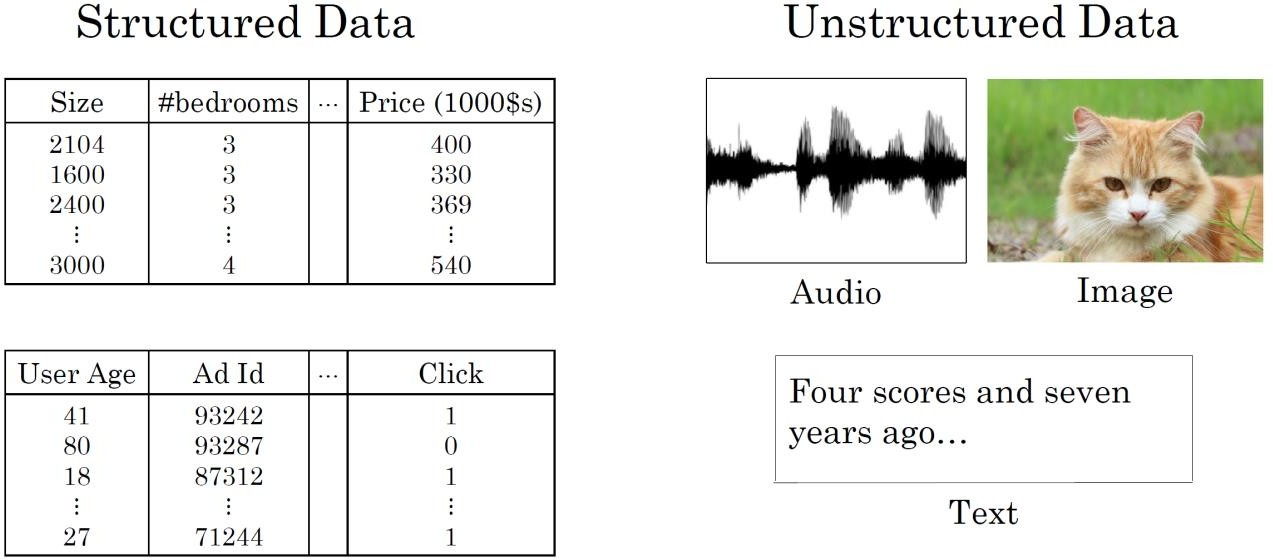 Structured Data
Size #bedrooms ... Price (1000$s)
2104 3 400
1600 3 330
2400 3 369
⋮ ⋮ ⋮
3000 4 540
User Age Ad Id ... Click
41 93242 1
80 93287 0
18 87312 1
⋮ ⋮ ⋮
27 71244 1
Unstructured Data
Audio
Image
Four scores and seven
years ago...
Text